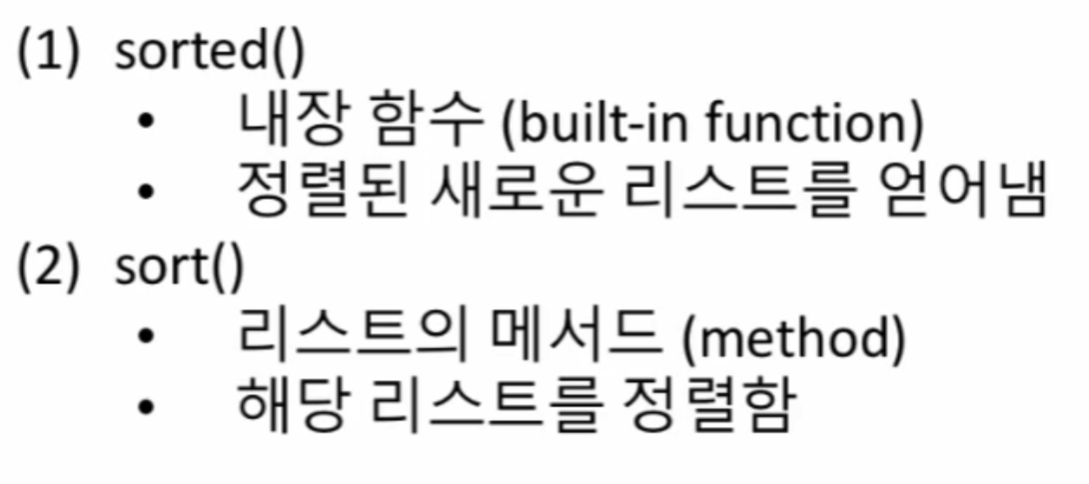 (1) sorted()
• 내장 함수 (built-in function)
• 정렬된 새로운 리스트를 얻어냄
(2) sort()
• 리스트의 메서드 (method)
• 해당 리스트를 정렬함